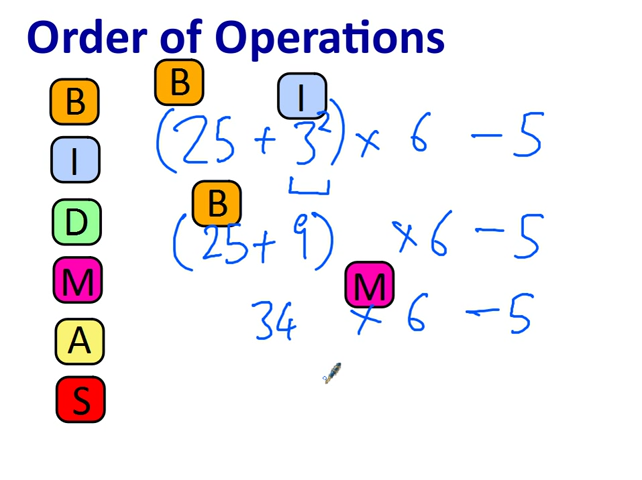 Order of Operations
B
I
D
M
A
S
B I
(25 + 3²) × 6 − 5
B
(25 + 9) × 6 − 5
M
34 × 6 − 5